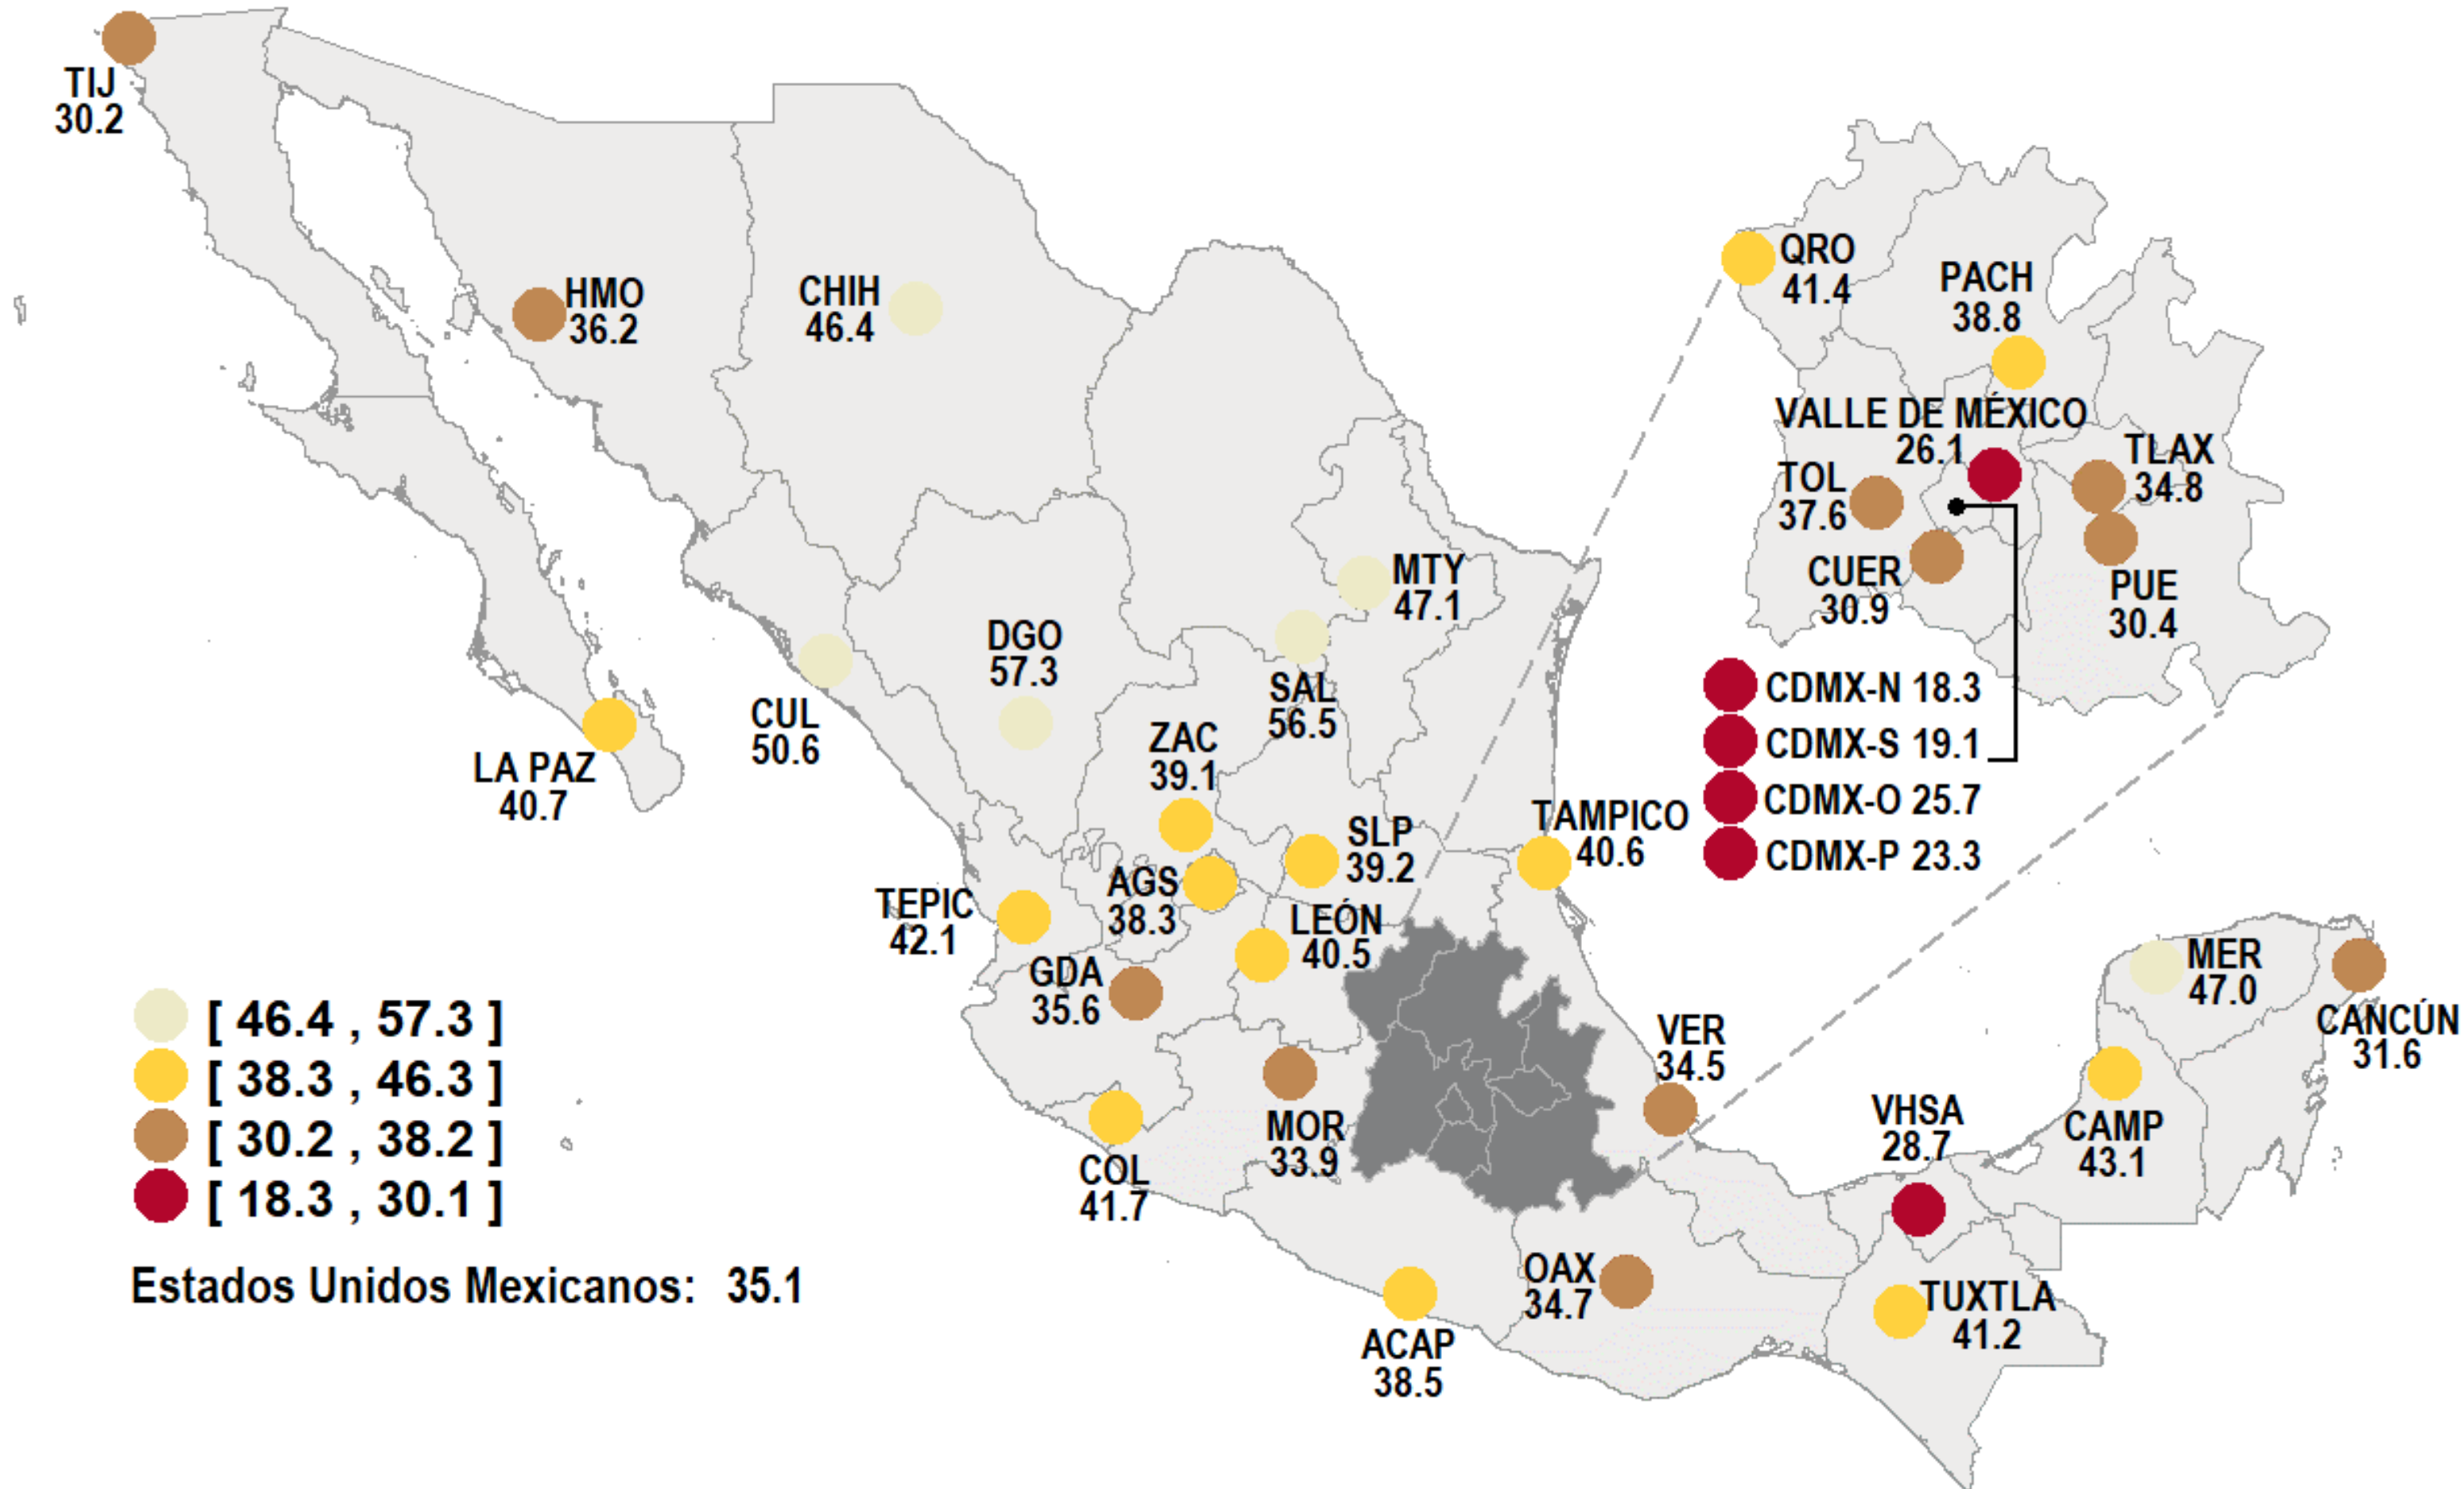 TIJ
30.2
HMO
36.2
CHIH
46.4
QRO
41.4
PACH
38.8
VALLE DE MÉXICO
26.1
TLAX
34.8
TOL
37.6
CUER
30.9
PUE
30.4
MTY
47.1
DGO
57.3
SAL
56.5
CUL
50.6
LA PAZ
40.7
ZAC
39.1
CDMX-N 18.3
CDMX-S 19.1
CDMX-O 25.7
CDMX-P 23.3
SLP
39.2
TAMPICO
40.6
AGS
38.3
TEPIC
42.1
LEÓN
40.5
GDA
35.6
MER
47.0
CANCÚN
31.6
VER
34.5
MOR
33.9
COL
41.7
VHSA
28.7
CAMP
43.1
OAX
34.7
TUXTLA
41.2
ACAP
38.5
[ 46.4 , 57.3 ]
[ 38.3 , 46.3 ]
[ 30.2 , 38.2 ]
[ 18.3 , 30.1 ]
Estados Unidos Mexicanos: 35.1